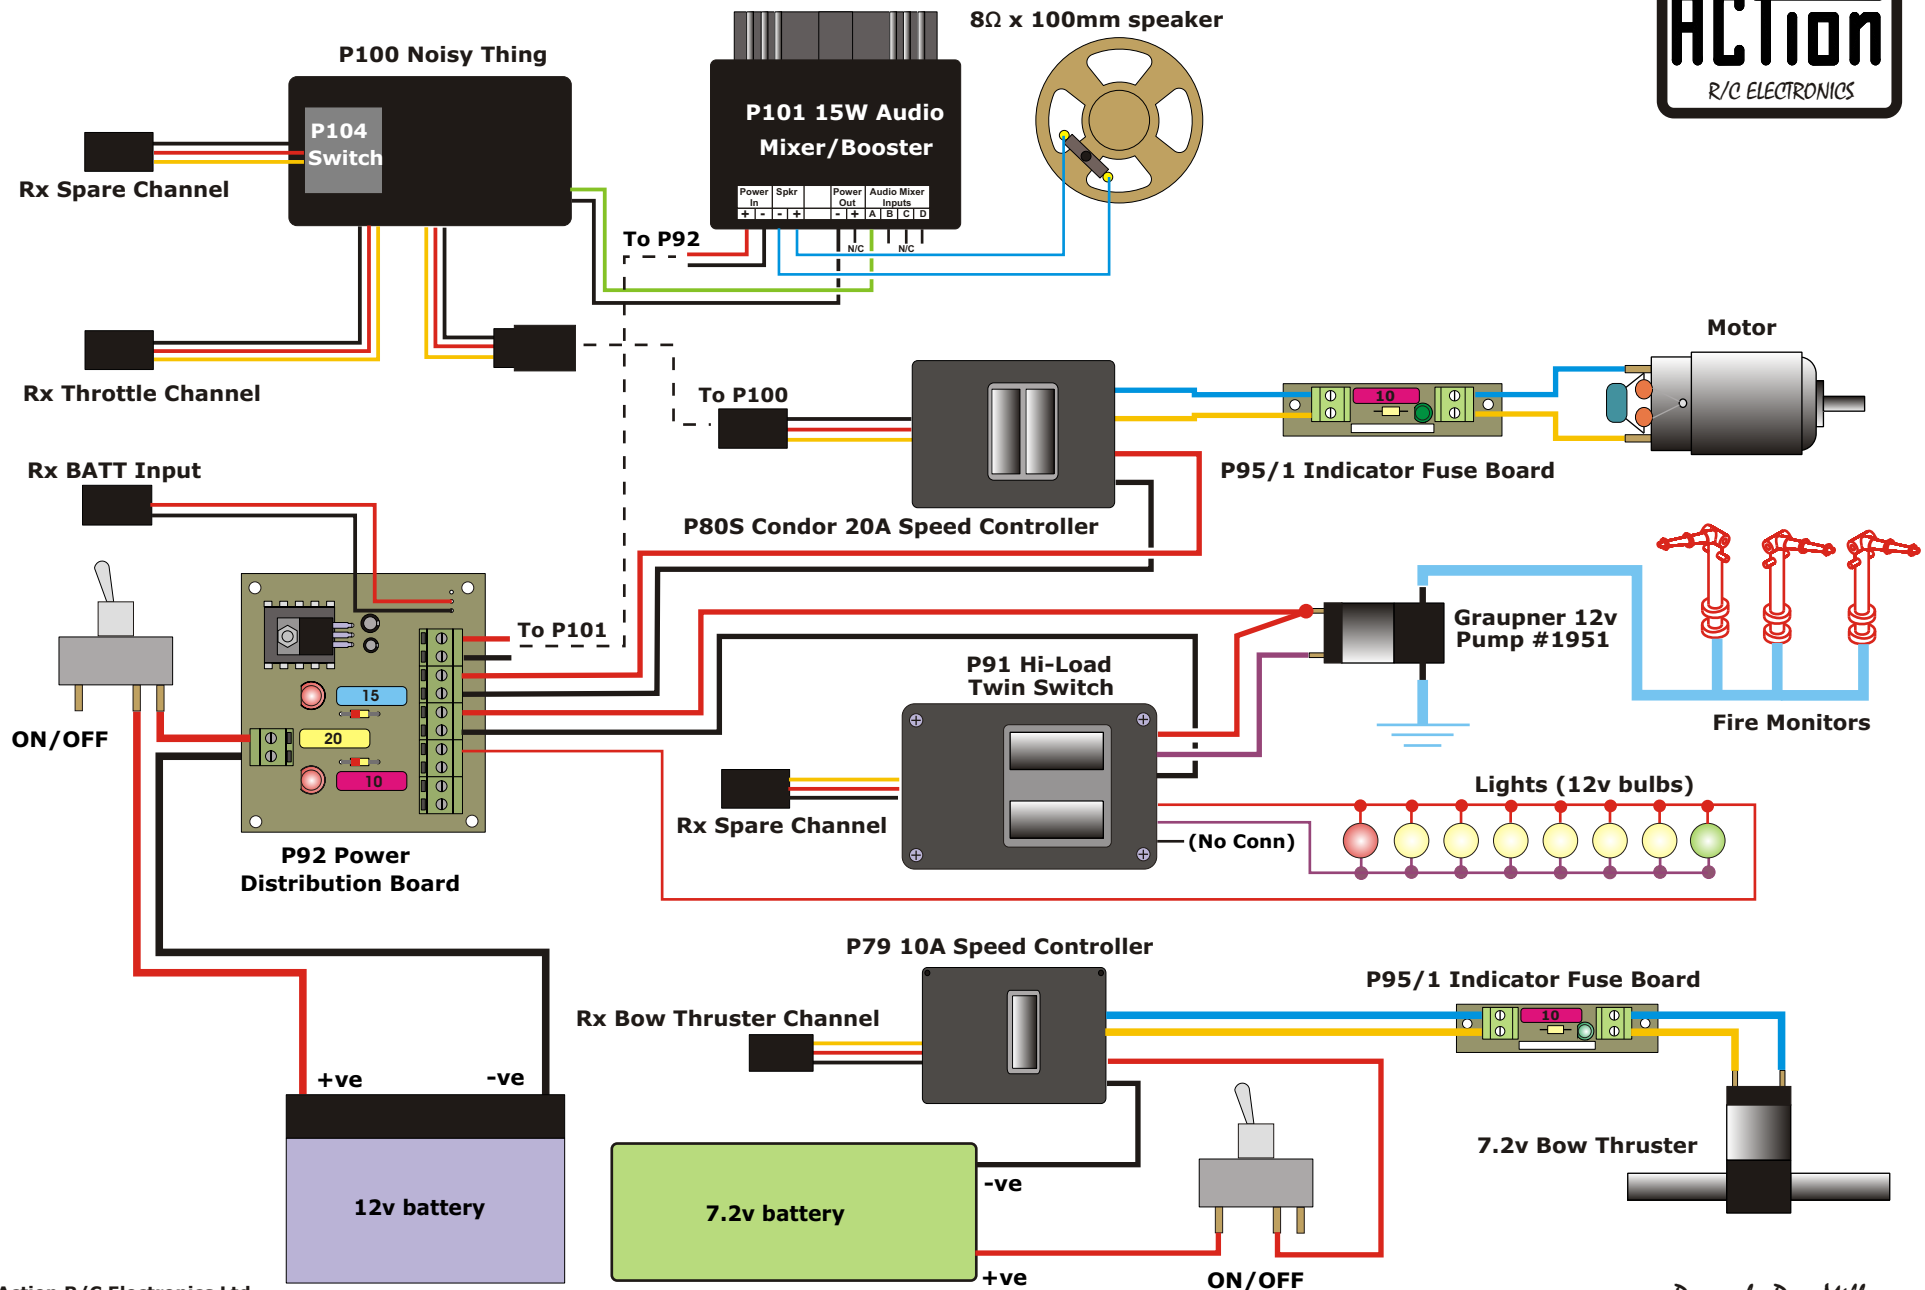 8Ω x 100mm speaker
ACTion
R/C ELECTRONICS
P100 Noisy Thing
P104
Switch
P101 15W Audio
Mixer/Booster
Power
In
Spkr
Power
Out
Audio Mixer
Inputs
+ - - + - + A B C D
N/C
N/C
Rx Spare Channel
To P92
Rx Throttle Channel
To P100
Motor
10
P95/1 Indicator Fuse Board
Rx BATT Input
P80S Condor 20A Speed Controller
To P101
15
20
10
ON/OFF
P92 Power
Distribution Board
P91 Hi-Load
Twin Switch
Graupner 12v
Pump #1951
Fire Monitors
Rx Spare Channel
Lights (12v bulbs)
(No Conn)
P79 10A Speed Controller
P95/1 Indicator Fuse Board
10
Rx Bow Thruster Channel
+ve
-ve
12v battery
7.2v battery
-ve
+ve
ON/OFF
7.2v Bow Thruster
Action R/C Electronics Ltd